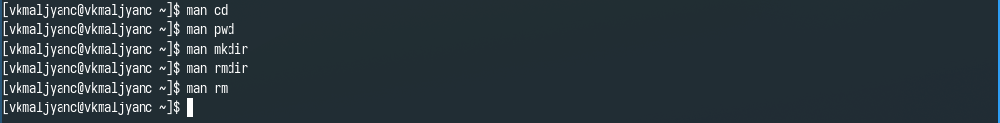 [vkmaljyanc@vkmaljyanc ~]$ man cd
[vkmaljyanc@vkmaljyanc ~]$ man pwd
[vkmaljyanc@vkmaljyanc ~]$ man mkdir
[vkmaljyanc@vkmaljyanc ~]$ man rmdir
[vkmaljyanc@vkmaljyanc ~]$ man rm
[vkmaljyanc@vkmaljyanc ~]$